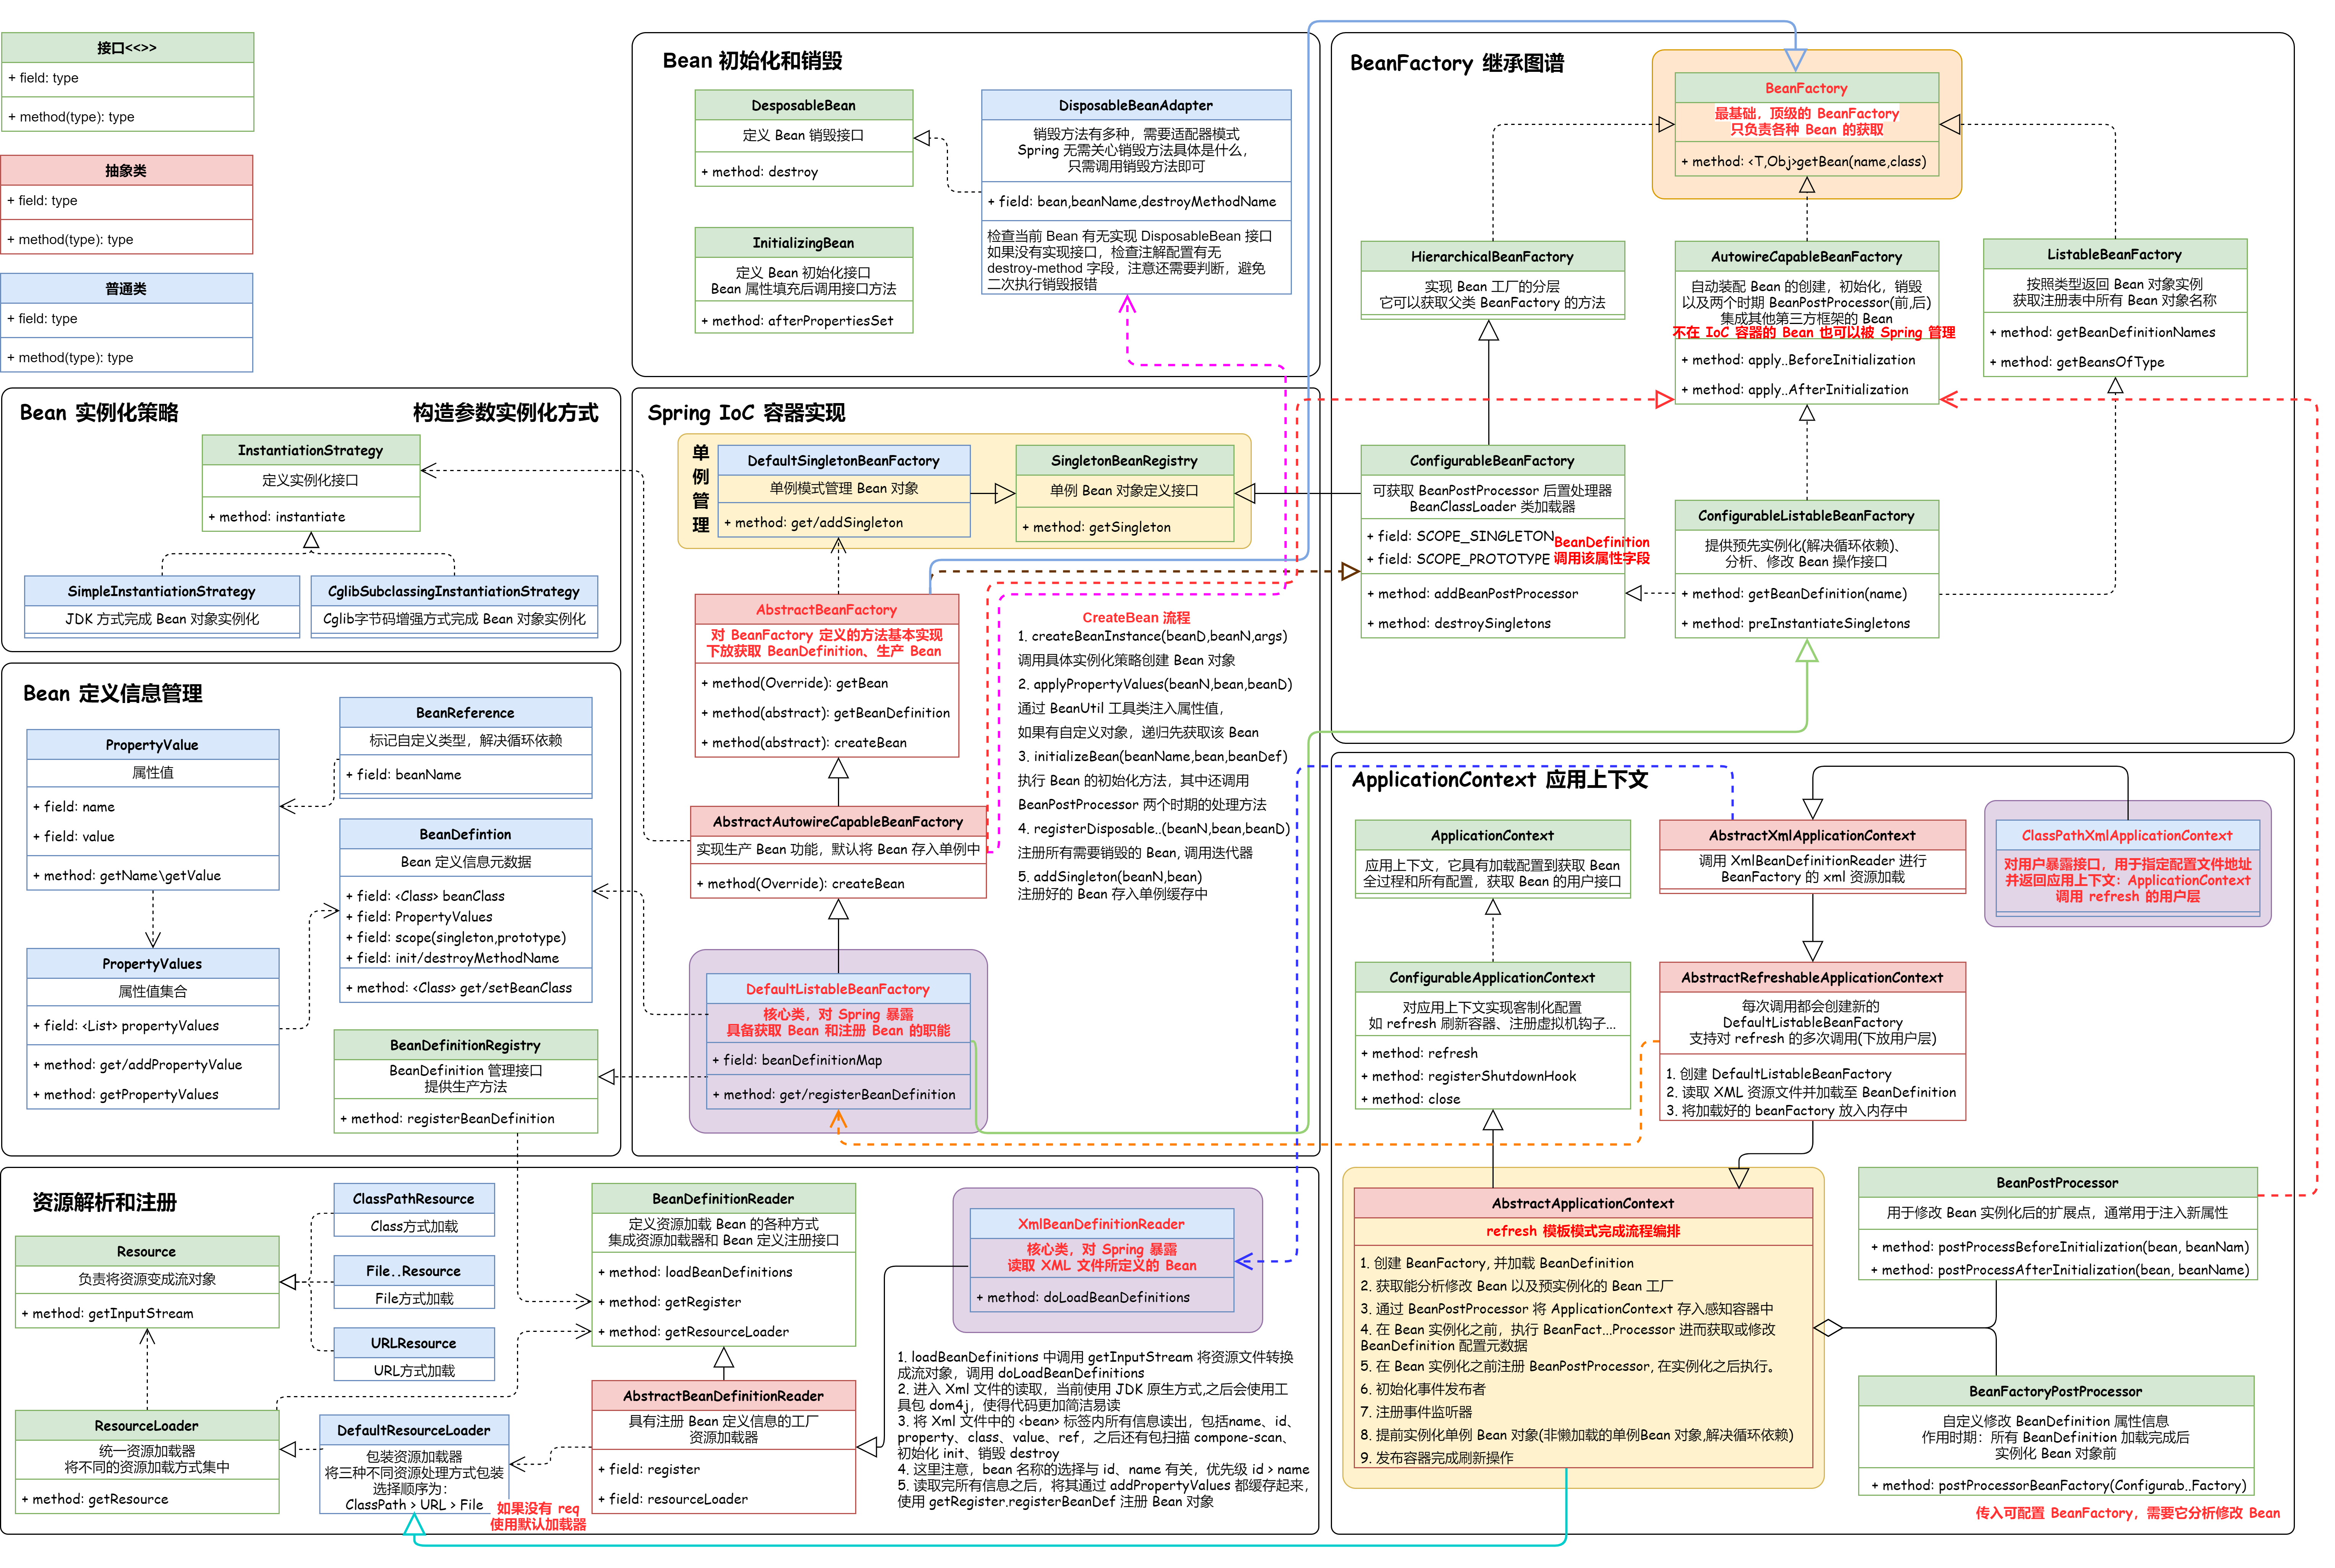 接口<<>>
+ field: type
+ method(type): type
抽象类
+ field: type
+ method(type): type
普通类
+ field: type
+ method(type): type
Bean 初始化和销毁
DesposableBean
定义 Bean 销毁接口
+ method: destroy
DisposableBeanAdapter
销毁方法有多种，需要适配器模式
Spring 无需关心销毁方法具体是什么，
只需调用销毁方法即可
+ field: bean,beanName,destroyMethodName
检查当前 Bean 有无实现 DisposableBean 接口
如果没有实现接口，检查注解配置有无
destroy-method 字段，注意还需要判断，避免
二次执行销毁报错
InitializingBean
定义 Bean 初始化接口
Bean 属性填充后调用接口方法
+ method: afterPropertiesSet
BeanFactory 继承图谱
BeanFactory
最基础，顶级的 BeanFactory
只负责各种 Bean 的获取
+ method: <T,Obj>getBean(name,class)
HierarchicalBeanFactory
实现 Bean 工厂的分层
它可以获取父类 BeanFactory 的方法
AutowireCapableBeanFactory
自动装配 Bean 的创建，初始化，销毁
以及两个时期 BeanPostProcessor(前,后)
集成其他第三方框架的 Bean
不在 IoC 容器的 Bean 也可以被 Spring 管理
+ method: apply..BeforeInitialization
+ method: apply..AfterInitialization
ListableBeanFactory
按照类型返回 Bean 对象实例
获取注册表中所有 Bean 对象名称
+ method: getBeanDefinitionNames
+ method: getBeansOfType
ConfigurableBeanFactory
可获取 BeanPostProcessor 后置处理器
BeanClassLoader 类加载器
+ field: SCOPE_SINGLETON
+ field: SCOPE_PROTOTYPE
BeanDefinition
调用该属性字段
+ method: addBeanPostProcessor
+ method: destroySingletons
ConfigurableListableBeanFactory
提供预先实例化(解决循环依赖)、
分析、修改 Bean 操作接口
+ method: getBeanDefinition(name)
+ method: preInstantiateSingletons
Bean 实例化策略
构造参数实例化方式
InstantiationStrategy
定义实例化接口
+ method: instantiate
SimpleInstantiationStrategy
JDK 方式完成 Bean 对象实例化
CglibSubclassingInstantiationStrategy
Cglib字节码增强方式完成 Bean 对象实例化
Spring IoC 容器实现
单
例
管
理
DefaultSingletonBeanFactory
单例模式管理 Bean 对象
+ method: get/addSingleton
SingletonBeanRegistry
单例 Bean 对象定义接口
+ method: getSingleton
AbstractBeanFactory
对 BeanFactory 定义的方法基本实现
下放获取 BeanDefinition、生产 Bean
+ method(Override): getBean
+ method(abstract): getBeanDefinition
+ method(abstract): createBean
AbstractAutowireCapableBeanFactory
实现生产 Bean 功能，默认将 Bean 存入单例中
+ method(Override): createBean
DefaultListableBeanFactory
核心类，对 Spring 暴露
具备获取 Bean 和注册 Bean 的职能
+ field: beanDefinitionMap
+ method: get/registerBeanDefinition
CreateBean 流程
1. createBeanInstance(beanD,beanN,args)
调用具体实例化策略创建 Bean 对象
2. applyPropertyValues(beanN,bean,beanD)
通过 BeanUtil 工具类注入属性值，
如果有自定义对象，递归先获取该 Bean
3. initializeBean(beanName,bean,beanDef)
执行 Bean 的初始化方法，其中还调用
BeanPostProcessor 两个时期的处理方法
4. registerDisposable..(beanN,bean,beanD)
注册所有需要销毁的 Bean, 调用迭代器
5. addSingleton(beanN,bean)
注册好的 Bean 存入单例缓存中
Bean 定义信息管理
PropertyValue
属性值
+ field: name
+ field: value
+ method: getName\getValue
BeanReference
标记自定义类型，解决循环依赖
+ field: beanName
BeanDefintion
Bean 定义信息元数据
+ field: <Class> beanClass
+ field: PropertyValues
+ field: scope(singleton,prototype)
+ field: init/destroyMethodName
+ method: <Class> get/setBeanClass
PropertyValues
属性值集合
+ field: <List> propertyValues
+ method: get/addPropertyValue
+ method: getPropertyValues
BeanDefinitionRegistry
BeanDefinition 管理接口
提供生产方法
+ method: registerBeanDefinition
ApplicationContext 应用上下文
ApplicationContext
应用上下文，它具有加载配置到获取 Bean
全过程和所有配置，获取 Bean 的用户接口
AbstractXmlApplicationContext
调用 XmlBeanDefinitionReader 进行
BeanFactory 的 xml 资源加载
ClassPathXmlApplicationContext
对用户暴露接口，用于指定配置文件地址
并返回应用上下文：ApplicationContext
调用 refresh 的用户层
ConfigurableApplicationContext
对应用上下文实现客制化配置
如 refresh 刷新容器、注册虚拟机钩子...
+ method: refresh
+ method: registerShutdownHook
+ method: close
AbstractRefreshableApplicationContext
每次调用都会创建新的
DefaultListableBeanFactory
支持对 refresh 的多次调用(下放用户层)
1. 创建 DefaultListableBeanFactory
2. 读取 XML 资源文件并加载至 BeanDefinition
3. 将加载好的 beanFactory 放入内存中
AbstractApplicationContext
refresh 模板模式完成流程编排
1. 创建 BeanFactory, 并加载 BeanDefinition
2. 获取能分析修改 Bean 以及预实例化的 Bean 工厂
3. 通过 BeanPostProcessor 将 ApplicationContext 存入感知容器中
4. 在 Bean 实例化之前，执行 BeanFact...Processor 进而获取或修改
BeanDefinition 配置元数据
5. 在 Bean 实例化之前注册 BeanPostProcessor, 在实例化之后执行。
6. 初始化事件发布者
7. 注册事件监听器
8. 提前实例化单例 Bean 对象(非懒加载的单例Bean 对象,解决循环依赖)
9. 发布容器完成刷新操作
BeanPostProcessor
用于修改 Bean 实例化后的扩展点，通常用于注入新属性
+ method: postProcessBeforeInitialization(bean, beanNam)
+ method: postProcessAfterInitialization(bean, beanName)
BeanFactoryPostProcessor
自定义修改 BeanDefinition 属性信息
作用时期：所有 BeanDefinition 加载完成后
实例化 Bean 对象前
+ method: postProcessorBeanFactory(Configurab..Factory)
传入可配置 BeanFactory，需要它分析修改 Bean
资源解析和注册
ClassPathResource
Class方式加载
Resource
负责将资源变成流对象
+ method: getInputStream
File..Resource
File方式加载
URLResource
URL方式加载
ResourceLoader
统一资源加载器
将不同的资源加载方式集中
+ method: getResource
DefaultResourceLoader
包装资源加载器
将三种不同资源处理方式包装
选择顺序为：
ClassPath > URL > File
如果没有 req
使用默认加载器
BeanDefinitionReader
定义资源加载 Bean 的各种方式
集成资源加载器和 Bean 定义注册接口
+ method: loadBeanDefinitions
+ method: getRegister
+ method: getResourceLoader
AbstractBeanDefinitionReader
具有注册 Bean 定义信息的工厂
资源加载器
+ field: register
+ field: resourceLoader
XmlBeanDefinitionReader
核心类，对 Spring 暴露
读取 XML 文件所定义的 Bean
+ method: doLoadBeanDefinitions
1. loadBeanDefinitions 中调用 getInputStream 将资源文件转换
成流对象，调用 doLoadBeanDefinitions
2. 进入 Xml 文件的读取，当前使用 JDK 原生方式,之后会使用工
具包 dom4j，使得代码更加简洁易读
3. 将 Xml 文件中的 <bean> 标签内所有信息读出，包括name、id、
property、class、value、ref，之后还有包扫描 compone-scan、
初始化 init、销毁 destroy
4. 这里注意，bean 名称的选择与 id、name 有关，优先级 id > name
5. 读取完所有信息之后，将其通过 addPropertyValues 都缓存起来，
使用 getRegister.registerBeanDef 注册 Bean 对象